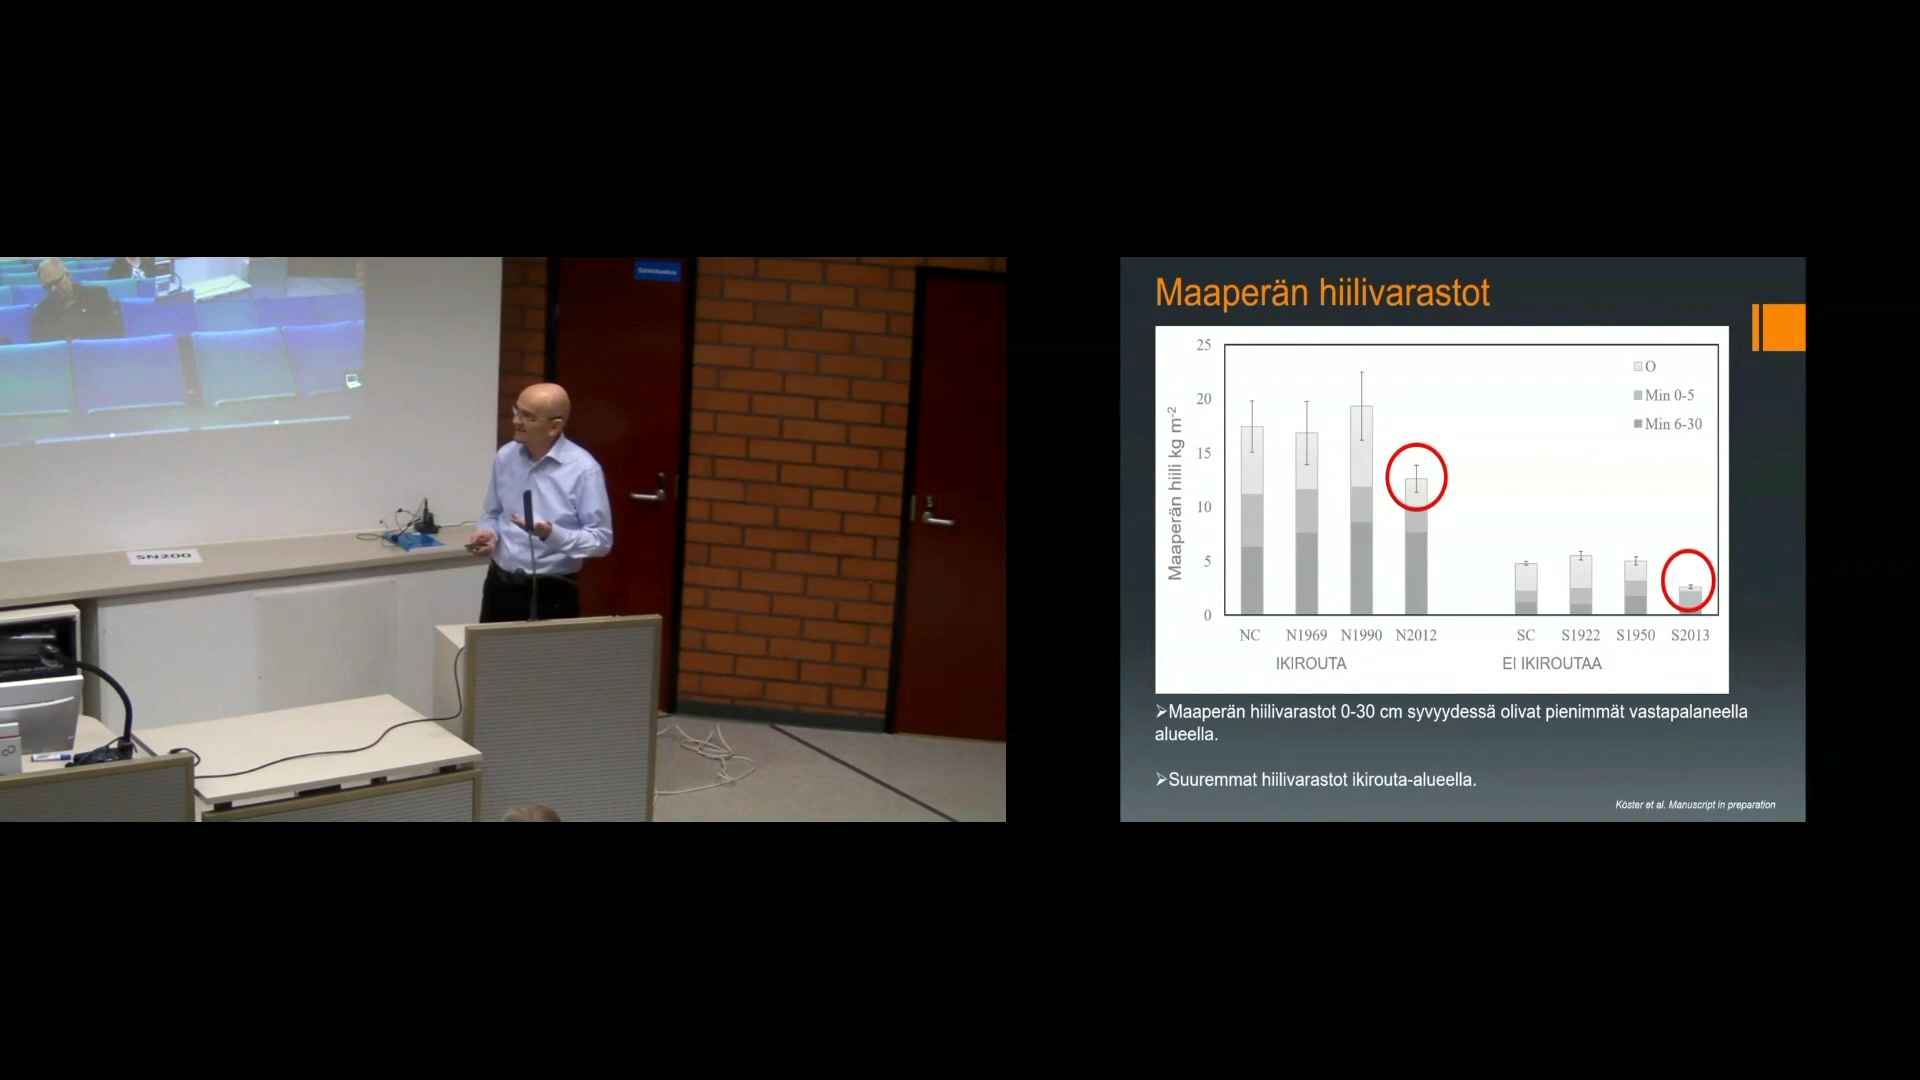 Sähkökeskus
SN200
Maaperän hiilivarastot
Maaperän hiili kg m-2
25
20
15
10
5
0
O
Min 0-5
Min 6-30
NC N1969 N1990 N2012 SC S1922 S1950 S2013
IKIROUTA EI IKIROUTAA
➢Maaperän hiilivarastot 0-30 cm syvyydessä olivat pienimmät vastapalaneella
alueella.
➢Suuremmat hiilivarastot ikirouta-alueella.
Köster et al. Manuscript in preparation